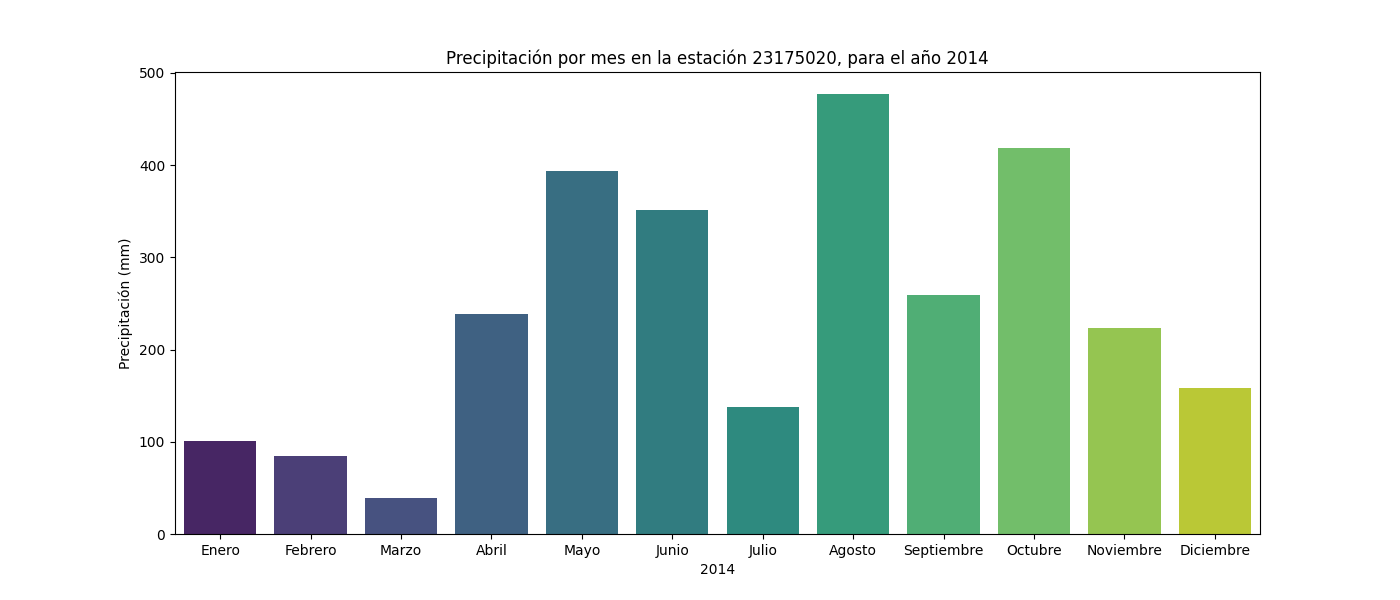 Precipitación por mes en la estación 23175020, para el año 2014
Precipitación (mm)
500
400
300
200
100
0
Enero Febrero Marzo Abril Mayo Junio Julio Agosto Septiembre Octubre Noviembre Diciembre
2014